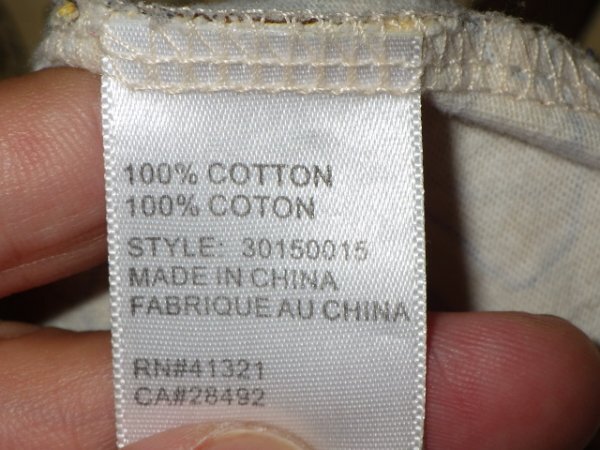 100% COTTON
100% COTON
STYLE: 30150015
MADE IN CHINA
FABRIQUE AU CHINA
RN#41321
CA#28492